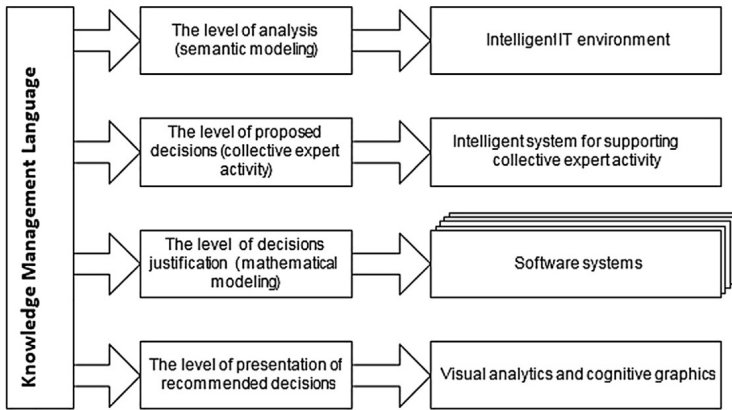 Knowledge Management Language
The level of analysis
(semantic modeling)
IntelligenIIT environment
The level of proposed
decisions (collective expert
activity)
Intelligent system for supporting
collective expert activity
The level of decisions
justification (mathematical
modeling)
Software systems
The level of presentation of
recommended decisions
Visual analytics and cognitive graphics